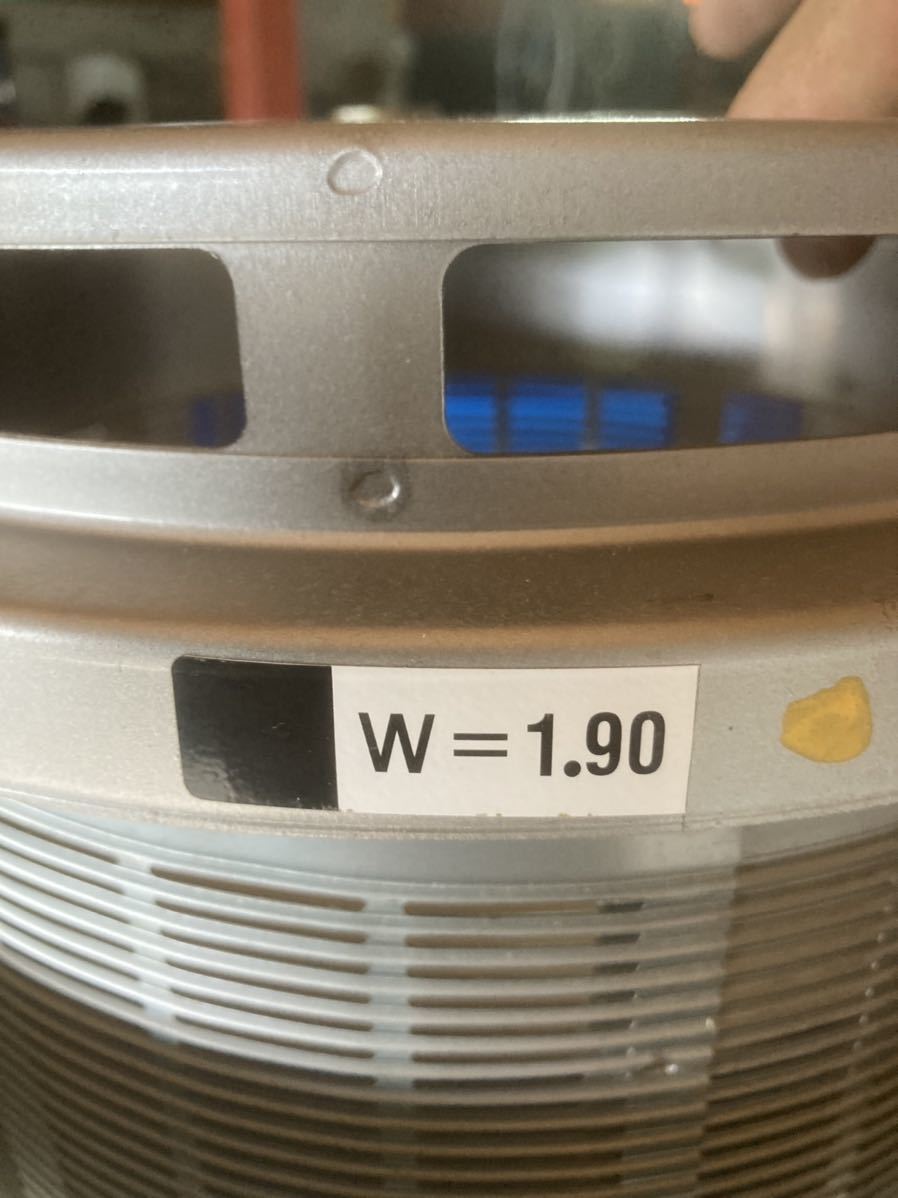 W = 1.90